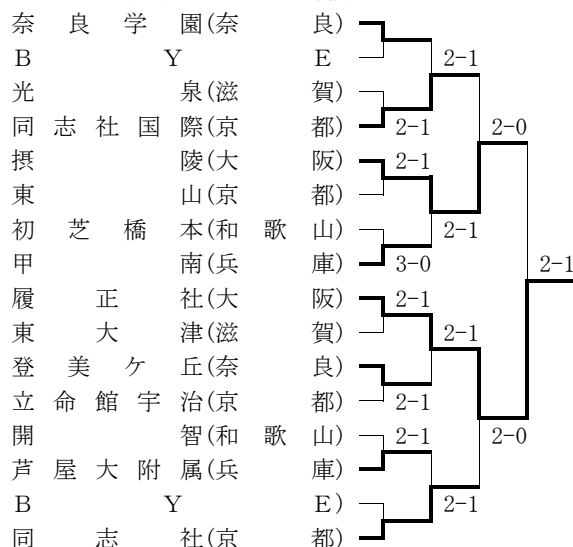 奈良学園(奈良)
BYE
2-1
光泉(滋賀)
同志社国際(京都) 2-1 2-0
摂陵(大阪) 2-1
東山(京都)
初芝橋本(和歌山) 2-1
甲南(兵庫) 3-0 2-1
履正社(大阪) 2-1
東大津(滋賀) 2-1
登美ケ丘(奈良)
立命館宇治(京都) 2-1
開智(和歌山) 2-1 2-0
芦屋大附属(兵庫)
BYE) 2-1
同志社(京都)